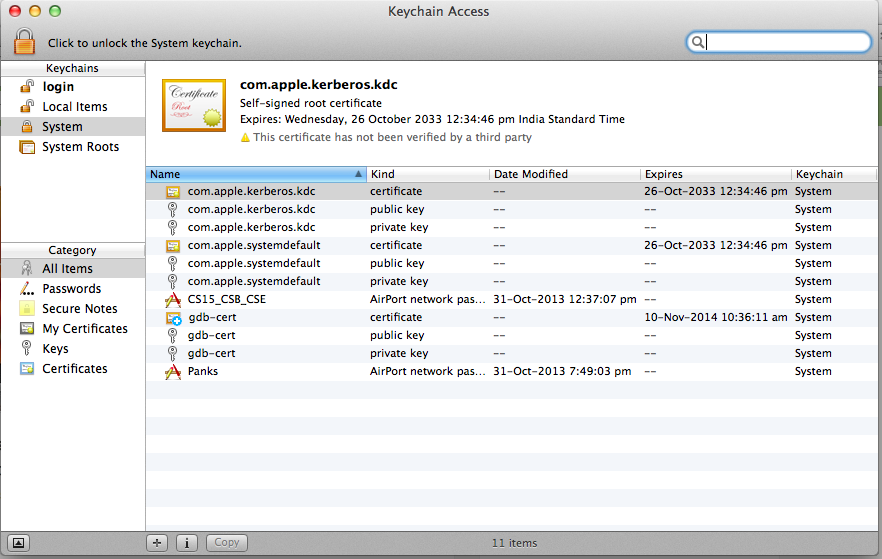 Keychain Access
Click to unlock the System keychain.
Keychains
login
Local Items
System
System Roots
Category
All Items
Passwords
Secure Notes
My Certificates
Keys
Certificates
Certificate
Root
com.apple.kerberos.kdc
Self-signed root certificate
Expires: Wednesday, 26 October 2033 12:34:46 pm India Standard Time
This certificate has not been verified by a third party
Name Kind Date Modified Expires Keychain
com.apple.kerberos.kdc certificate -- 26-Oct-2033 12:34:46 pm System
com.apple.kerberos.kdc public key -- -- System
com.apple.kerberos.kdc private key -- -- System
com.apple.systemdefault certificate -- 26-Oct-2033 12:34:46 pm System
com.apple.systemdefault public key -- -- System
com.apple.systemdefault private key -- -- System
CS15_CSB_CSE AirPort network pas... 31-Oct-2013 12:37:07 pm -- System
gdb-cert certificate -- 10-Nov-2014 10:36:11 am System
gdb-cert public key -- -- System
gdb-cert private key -- -- System
Panks AirPort network pas... 31-Oct-2013 7:49:03 pm -- System
Copy
11 items